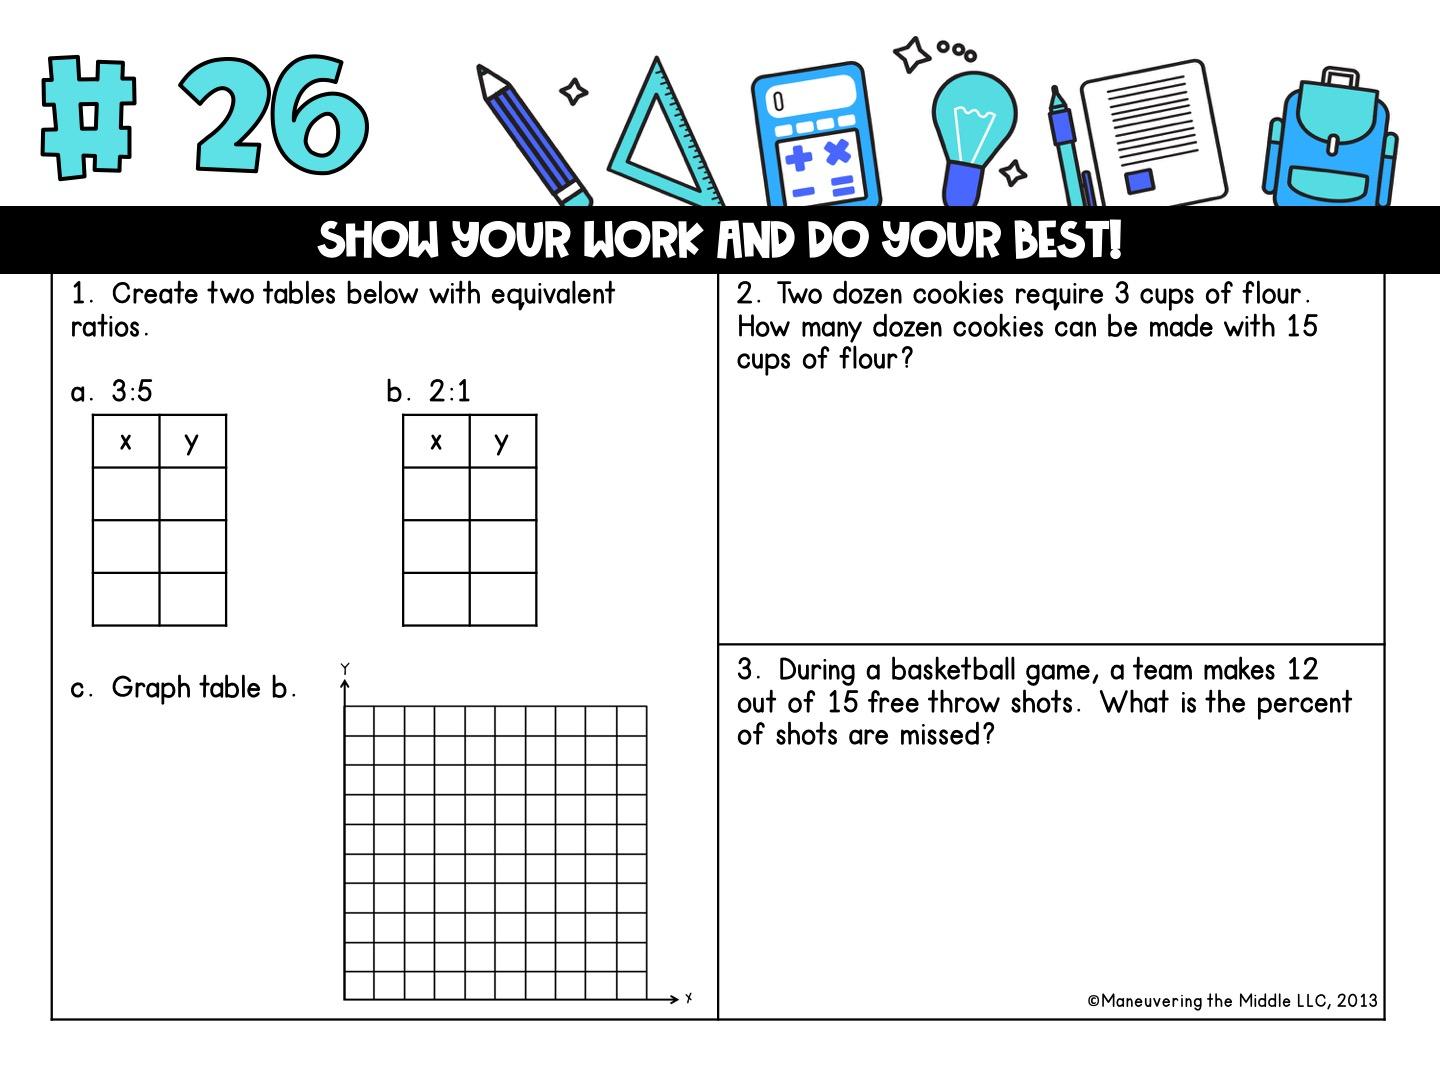 # 26
SHOW YOUR WORK AND DO YOUR BEST!
1. Create two tables below with equivalent
ratios.
a. 3:5
b. 2:1
x y
x y
c. Graph table b.
Y
X
2. Two dozen cookies require 3 cups of flour.
How many dozen cookies can be made with 15
cups of flour?
3. During a basketball game, a team makes 12
out of 15 free throw shots. What is the percent
of shots are missed?
©Maneuvering the Middle LLC, 2013
0